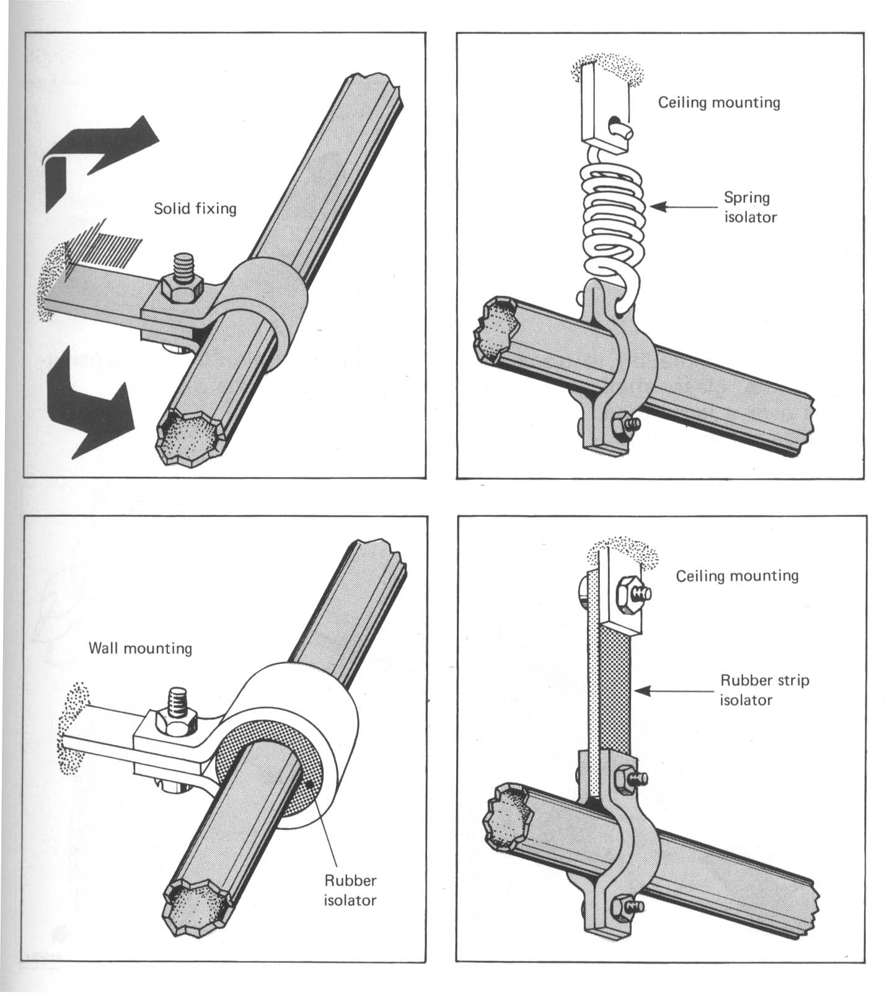 Solid fixing
Ceiling mounting
Spring
isolator
Wall mounting
Rubber
isolator
Ceiling mounting
Rubber strip
isolator